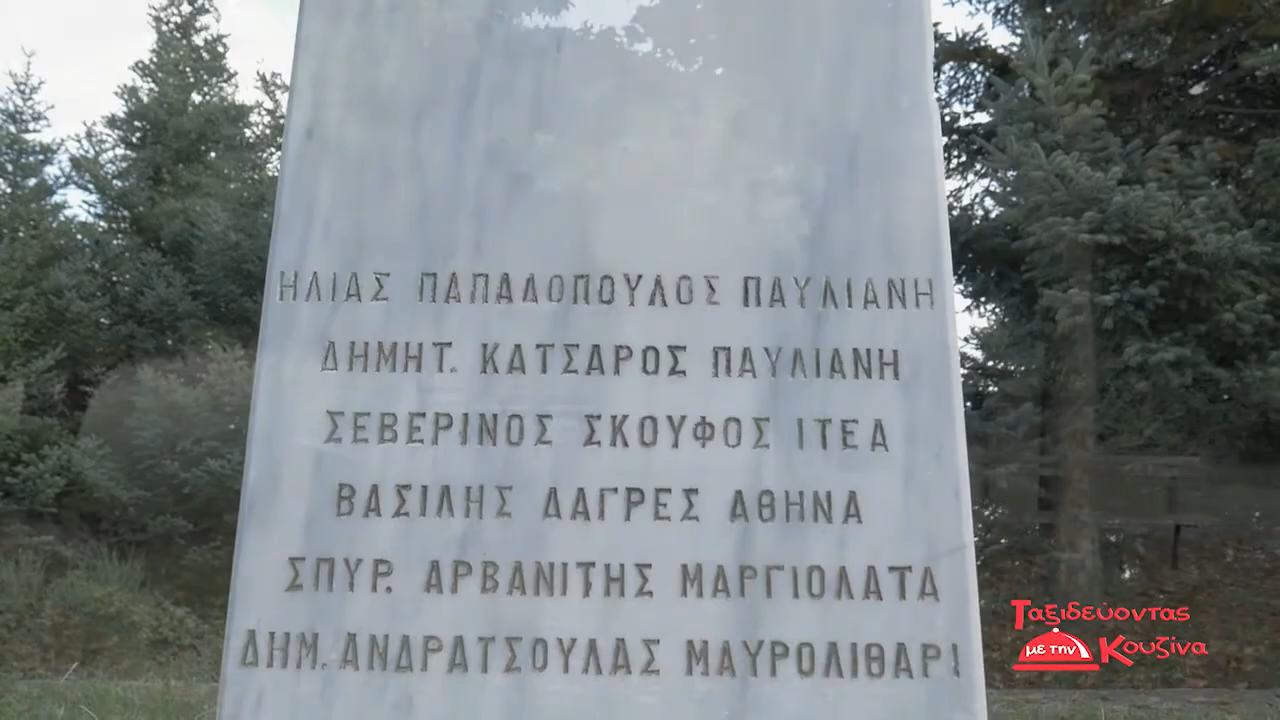 ΗΛΙΑΣ ΠΑΠΑΔΟΠΟΥΛΟΣ ΠΑΥΛΙΑΝΗ
ΔΗΜΗΤ. ΚΑΤΣΑΡΟΣ ΠΑΥΛΙΑΝΗ
ΣΕΒΕΡΙΝΟΣ ΣΚΟΥΦΟΣ ΙΤΕΑ
ΒΑΣΙΛΗΣ ΔΑΓΡΕΣ ΑΘΗΝΑ
ΣΠΥΡ. ΑΡΒΑΝΙΤΗΣ ΜΑΡΓΙΟΛΑΤΑ
ΔΗΜ. ΑΝΔΡΑΤΣΟΥΛΑΣ ΜΑΥΡΟΛΙΘΑΡΙ
Ταξιδεύοντας
με την Κουζίνα